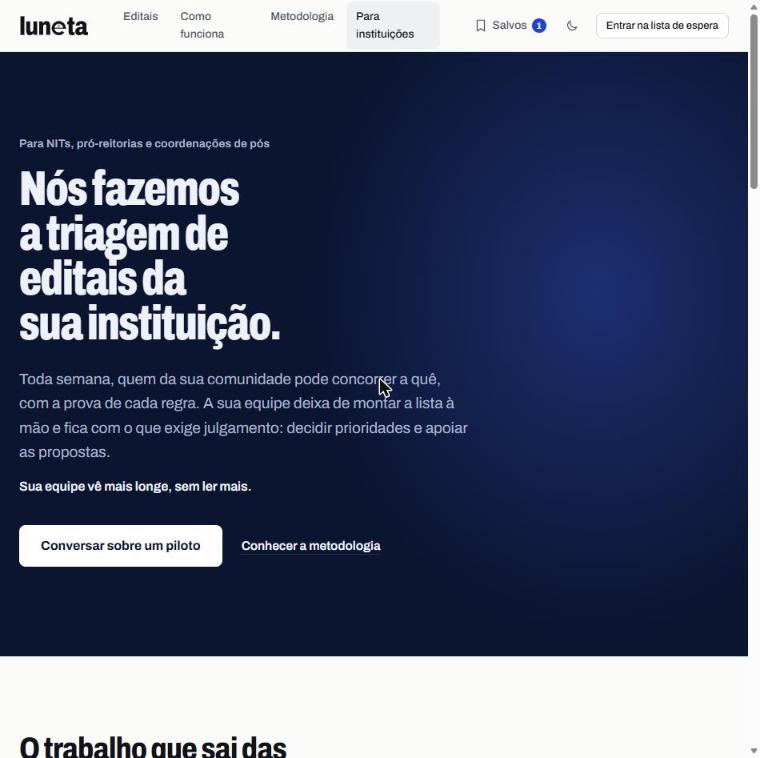 luneta
Editais
Como
funciona
Metodologia
Para
instituições
Salvos 1
Entrar na lista de espera
Para NITs, pró-reitorias e coordenações de pós
Nós fazemos
a triagem de
editais da
sua instituição.
Toda semana, quem da sua comunidade pode concorrer a quê,
com a prova de cada regra. A sua equipe deixa de montar a lista à
mão e fica com o que exige julgamento: decidir prioridades e apoiar
as propostas.
Sua equipe vê mais longe, sem ler mais.
Conversar sobre um piloto
Conhecer a metodologia
O trabalho que sai das